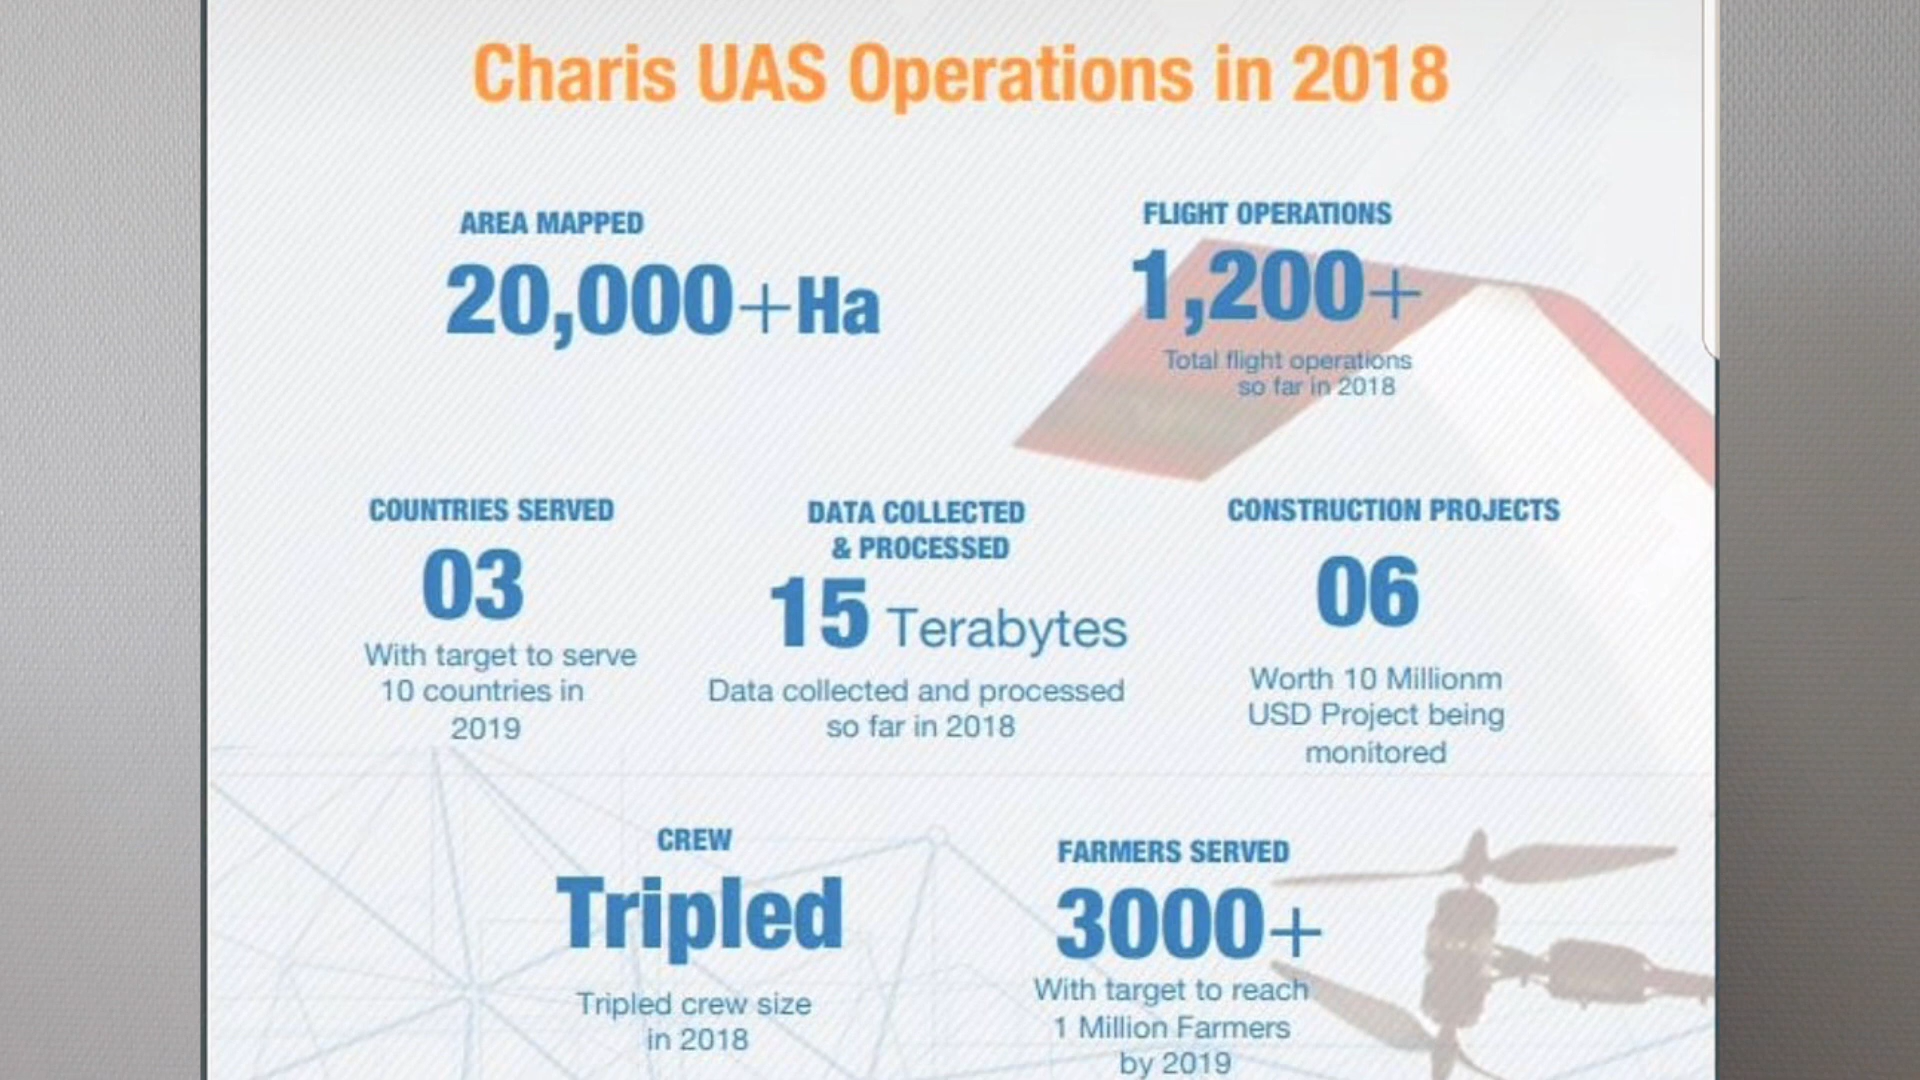 Charis UAS Operations in 2018
AREA MAPPED
20,000+Ha
FLIGHT OPERATIONS
1,200+
Total flight operations
so far in 2018
COUNTRIES SERVED
03
With target to serve
10 countries in
2019
DATA COLLECTED
& PROCESSED
15 Terabytes
Data collected and processed
so far in 2018
CONSTRUCTION PROJECTS
06
Worth 10 Millionm
USD Project being
monitored
CREW
Tripled
Tripled crew size
in 2018
FARMERS SERVED
3000+
With target to reach
1 Million Farmers
by 2019